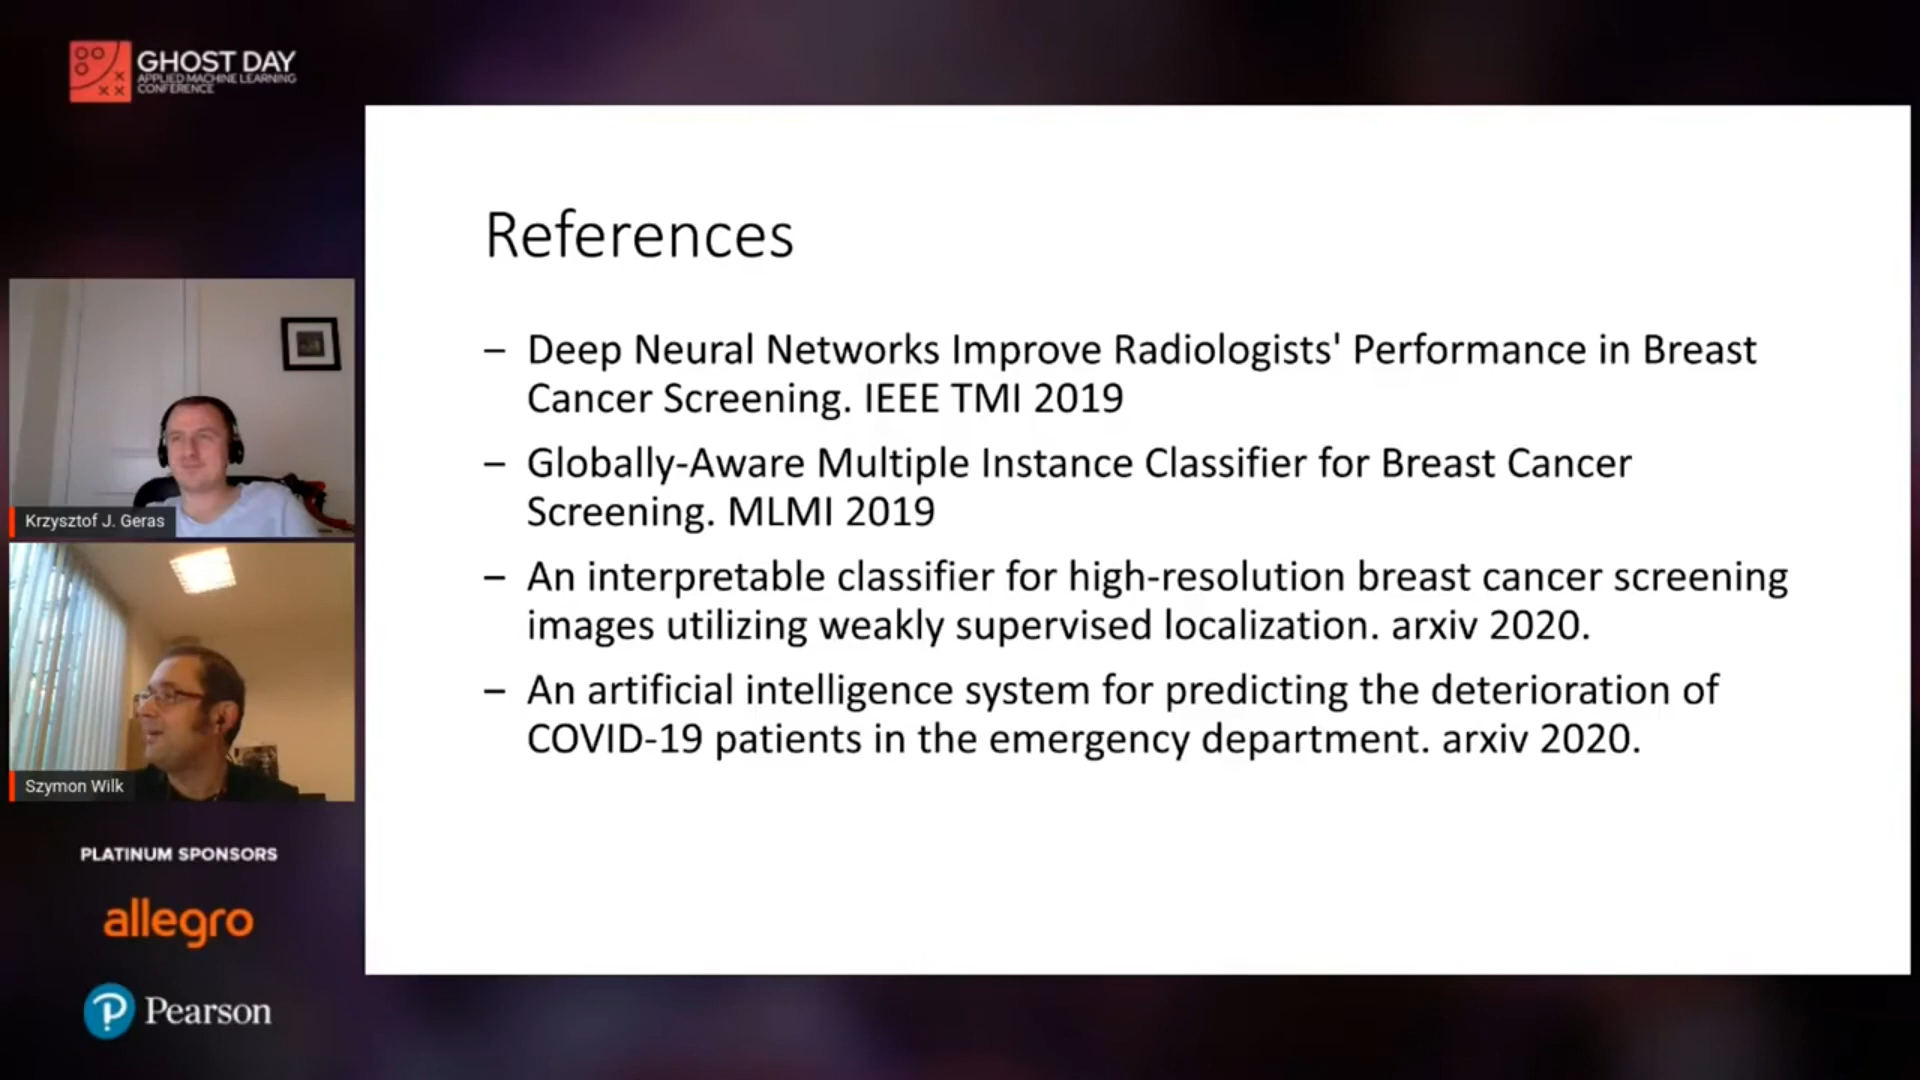 GHOST DAY
APPLIED MACHINE LEARNING
CONFERENCE
References
– Deep Neural Networks Improve Radiologists' Performance in Breast
Cancer Screening. IEEE TMI 2019
– Globally-Aware Multiple Instance Classifier for Breast Cancer
Screening. MLMI 2019
– An interpretable classifier for high-resolution breast cancer screening
images utilizing weakly supervised localization. arxiv 2020.
– An artificial intelligence system for predicting the deterioration of
COVID-19 patients in the emergency department. arxiv 2020.
Krzysztof J. Geras
Szymon Wilk
PLATINUM SPONSORS
allegro
Pearson